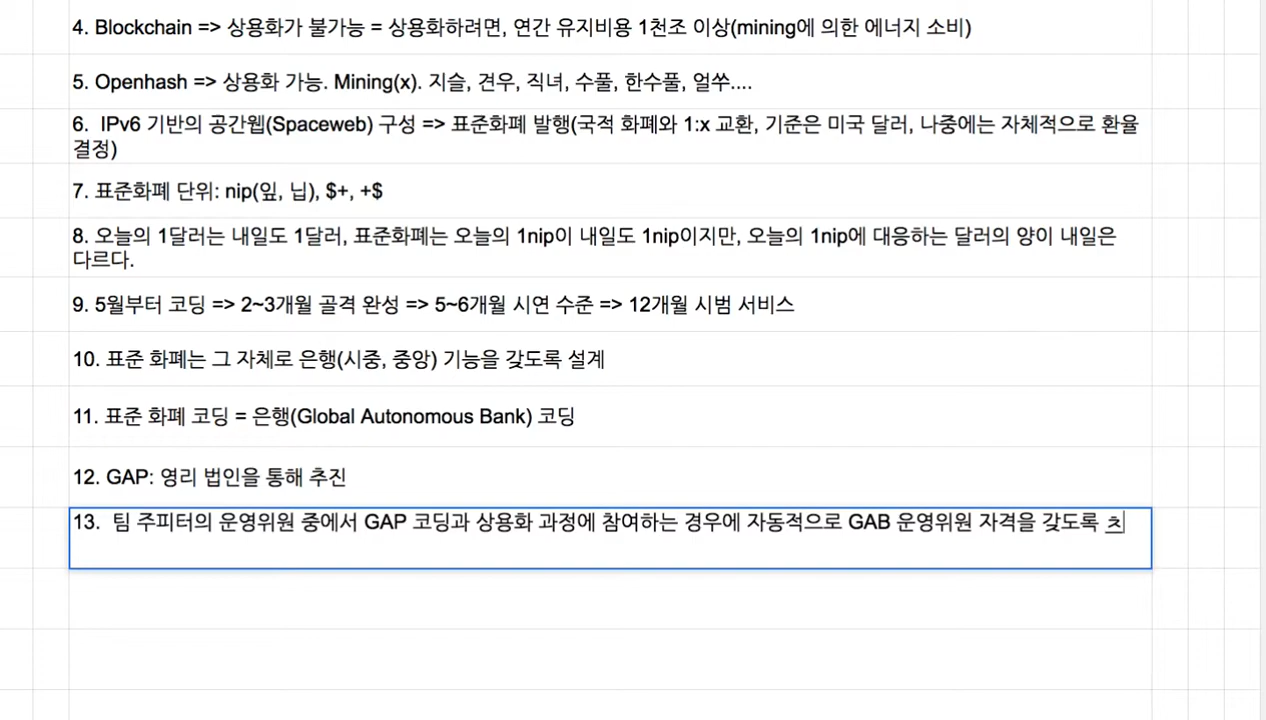 4. Blockchain => 상용화가 불가능 = 상용화하려면, 연간 유지비용 1천조 이상(mining에 의한 에너지 소비)
5. Openhash => 상용화 가능. Mining(x). 지슬, 견우, 직녀, 수풀, 한수풀, 얼쑤....
6. IPv6 기반의 공간웹(Spaceweb) 구성 => 표준화폐 발행(국적 화폐와 1:x 교환, 기준은 미국 달러, 나중에는 자체적으로 환율
결정)
7. 표준화폐 단위: nip(잎, 닙), $+, +$
8. 오늘의 1달러는 내일도 1달러, 표준화폐는 오늘의 1nip이 내일도 1nip이지만, 오늘의 1nip에 대응하는 달러의 양이 내일은
다르다.
9. 5월부터 코딩 => 2~3개월 골격 완성 => 5~6개월 시연 수준 => 12개월 시범 서비스
10. 표준 화폐는 그 자체로 은행(시중, 중앙) 기능을 갖도록 설계
11. 표준 화폐 코딩 = 은행(Global Autonomous Bank) 코딩
12. GAP: 영리 법인을 통해 추진
13. 팀 주피터의 운영위원 중에서 GAP 코딩과 상용화 과정에 참여하는 경우에 자동적으로 GAB 운영위원 자격을 갖도록 츠